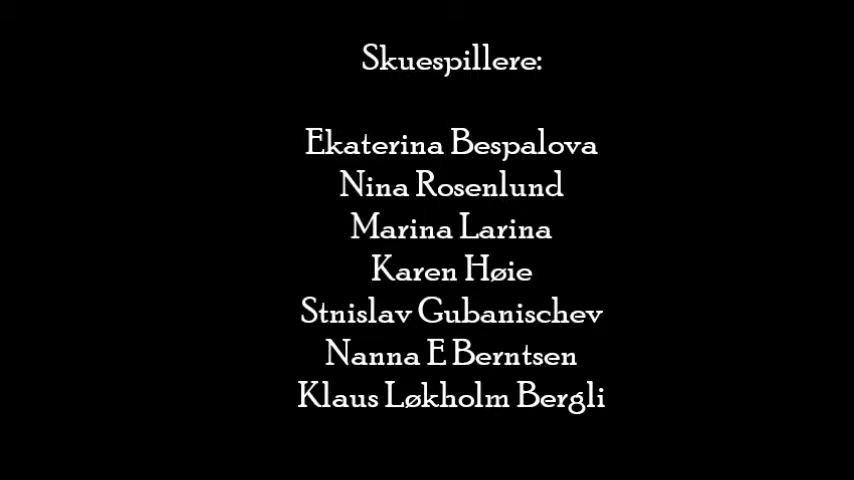 Skuespillere:
Ekaterina Bespalova
Nina Rosenlund
Marina Larina
Karen Høie
Stnislav Gubanischev
Nanna E Berntsen
Klaus Løkholm Bergli